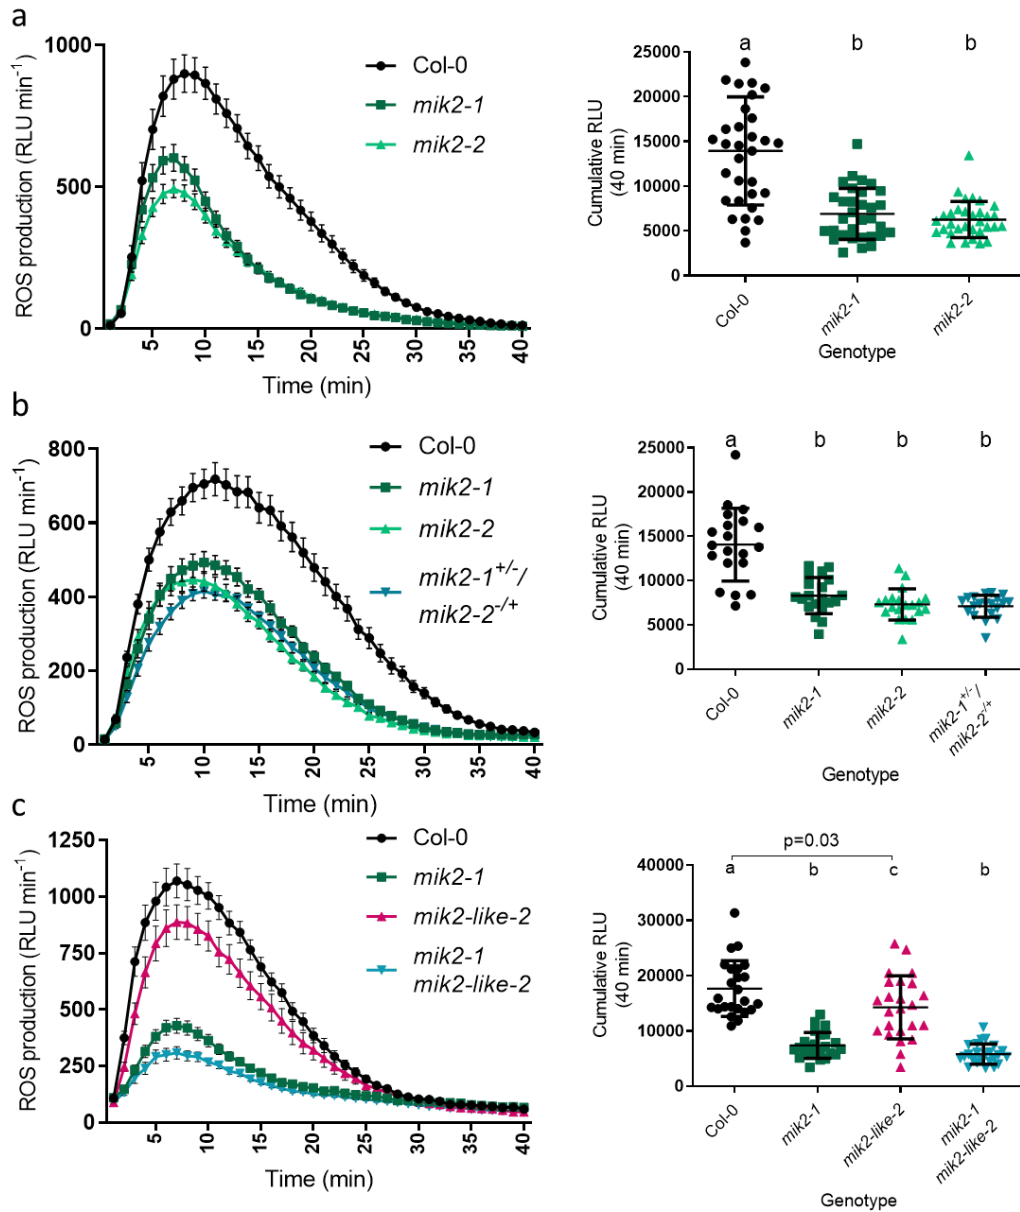 a
1000
500
0
ROS production (RLU min⁻¹)
5
10
15
20
25
30
35
40
Time (min)
Col-0
mik2-1
mik2-2
a
b
b
25000
20000
15000
10000
5000
0
Cumulative RLU
(40 min)
Col-0
mik2-1
mik2-2
Genotype
b
800
600
400
200
0
ROS production (RLU min⁻¹)
5
10
15
20
25
30
35
40
Time (min)
Col-0
mik2-1
mik2-2
mik2-1⁺/⁻/
mik2-2⁻/⁺
a
b
b
b
25000
20000
15000
10000
5000
0
Cumulative RLU
(40 min)
Col-0
mik2-1
mik2-2
mik2-1⁺/⁻/
mik2-2⁻/⁺
Genotype
c
1250
1000
750
500
250
0
ROS production (RLU min⁻¹)
5
10
15
20
25
30
35
40
Time (min)
Col-0
mik2-1
mik2-like-2
mik2-1
mik2-like-2
p=0.03
a
b
c
b
40000
30000
20000
10000
0
Cumulative RLU
(40 min)
Col-0
mik2-1
mik2-like-2
mik2-1
mik2-like-2
Genotype